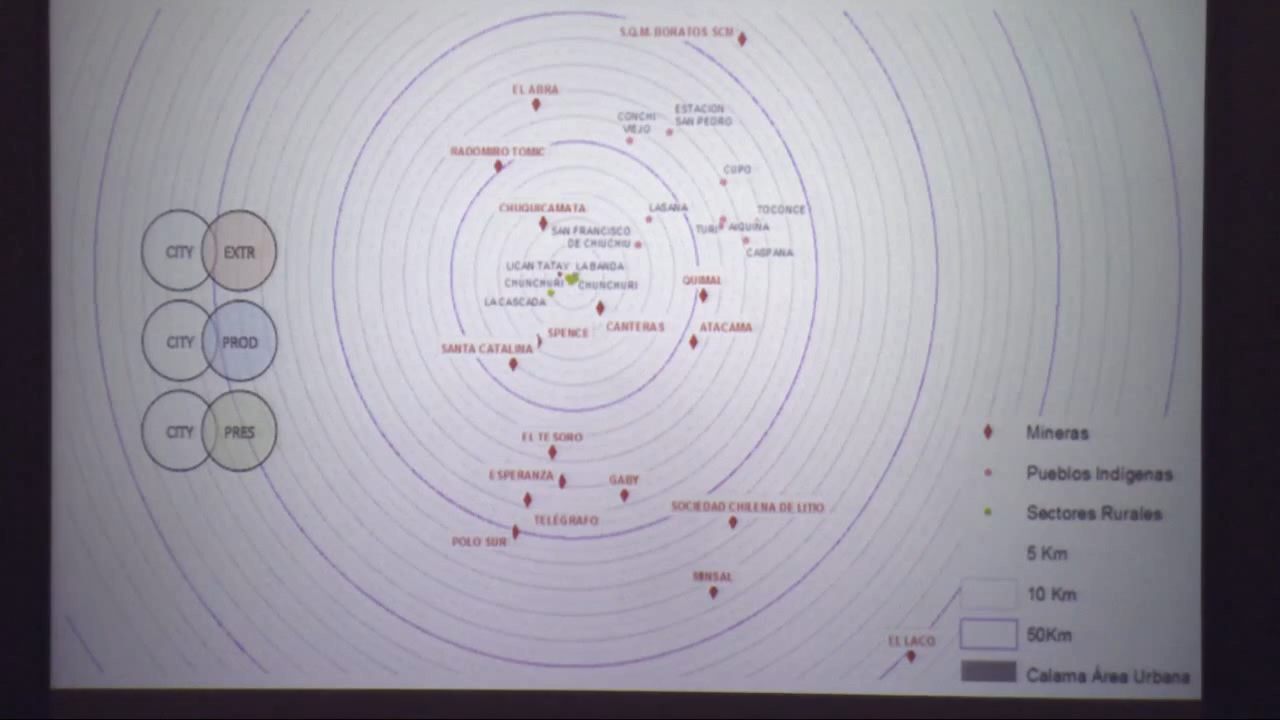 S.Q.M. BORATOS SCM
EL ABRA
CONCHI
VIEJO
ESTACION
SAN PEDRO
RADOMIRO TOMIC
CUPO
CHUQUICAMATA
LASANA
TOCONCE
SAN FRANCISCO
DE CHIUCHIU
TURI
AIQUINA
CASPANA
CITY
EXTR
LICAN TATAY
LA BANDA
CHUNCHURI
CHUNCHURI
QUIMAL
LA CASCADA
CANTERAS
ATACAMA
SPENCE
SANTA CATALINA
CITY
PROD
CITY
PRES
EL TESORO
ESPERANZA
GABY
TELÉGRAFO
SOCIEDAD CHILENA DE LITIO
POLO SUR
MINSAL
EL LACO
Mineras
Pueblos Indígenas
Sectores Rurales
5 Km
10 Km
50Km
Calama Área Urbana